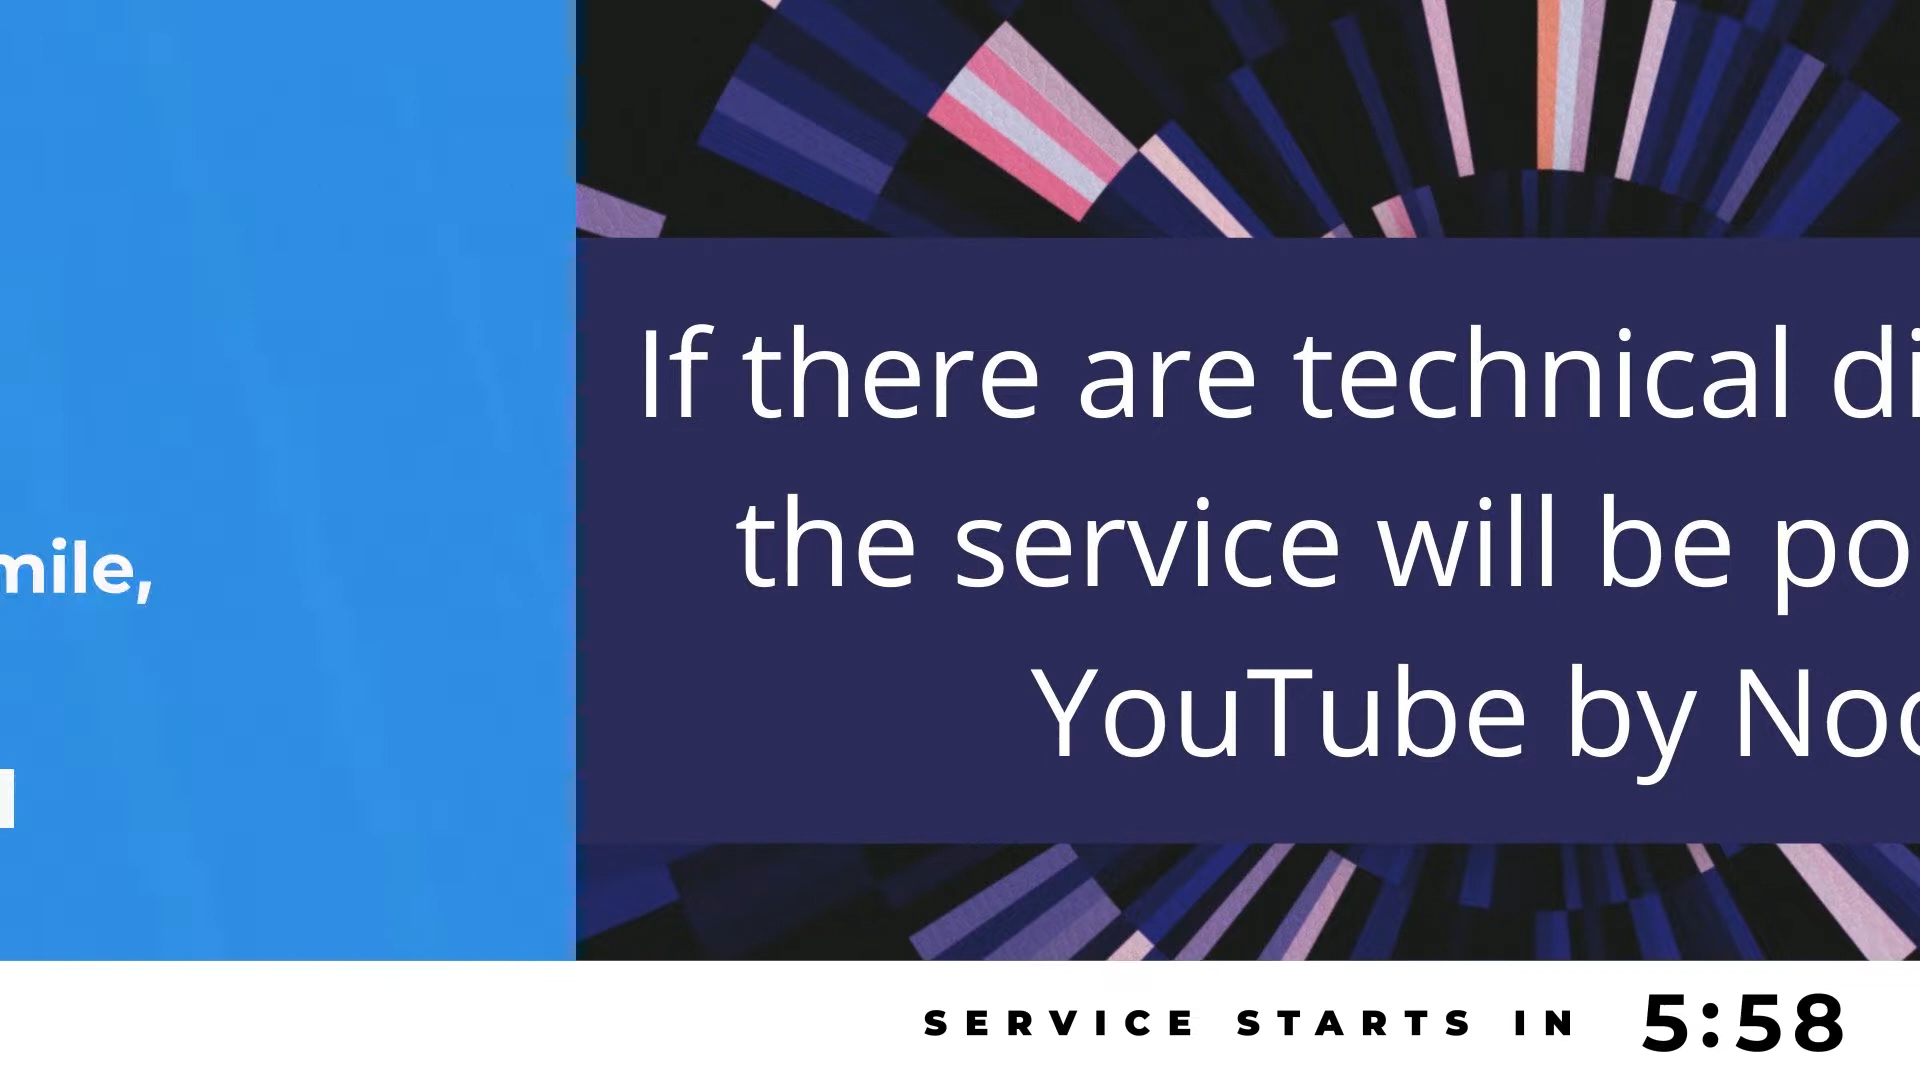 mile,
If there are technical
the service will be
YouTube by
SERVICE STARTS IN 5:58